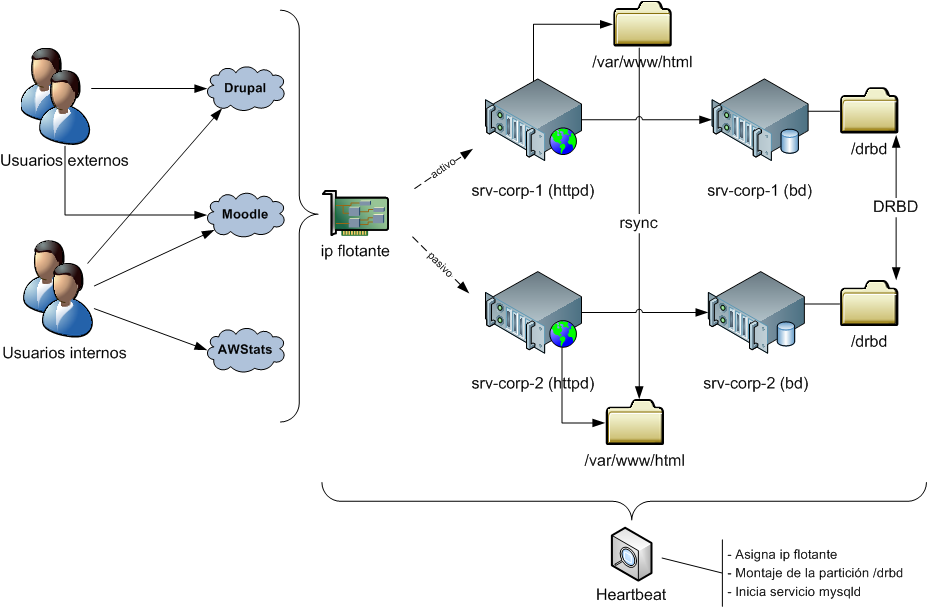 Usuarios externos
Usuarios internos
Drupal
Moodle
AWStats
ip flotante
activo
pasivo
/var/www/html
srv-corp-1 (httpd)
srv-corp-1 (bd)
/drbd
rsync
DRBD
srv-corp-2 (httpd)
srv-corp-2 (bd)
/drbd
/var/www/html
Heartbeat
- Asigna ip flotante
- Montaje de la partición /drbd
- Inicia servicio mysqld